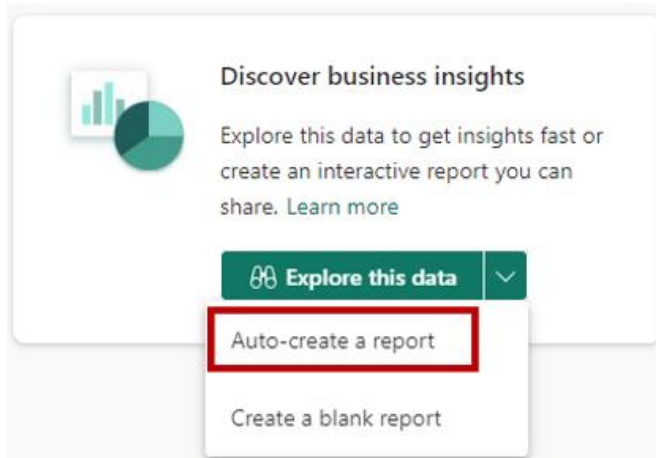 Discover business insights
Explore this data to get insights fast or
create an interactive report you can
share. Learn more
Explore this data
Auto-create a report
Create a blank report